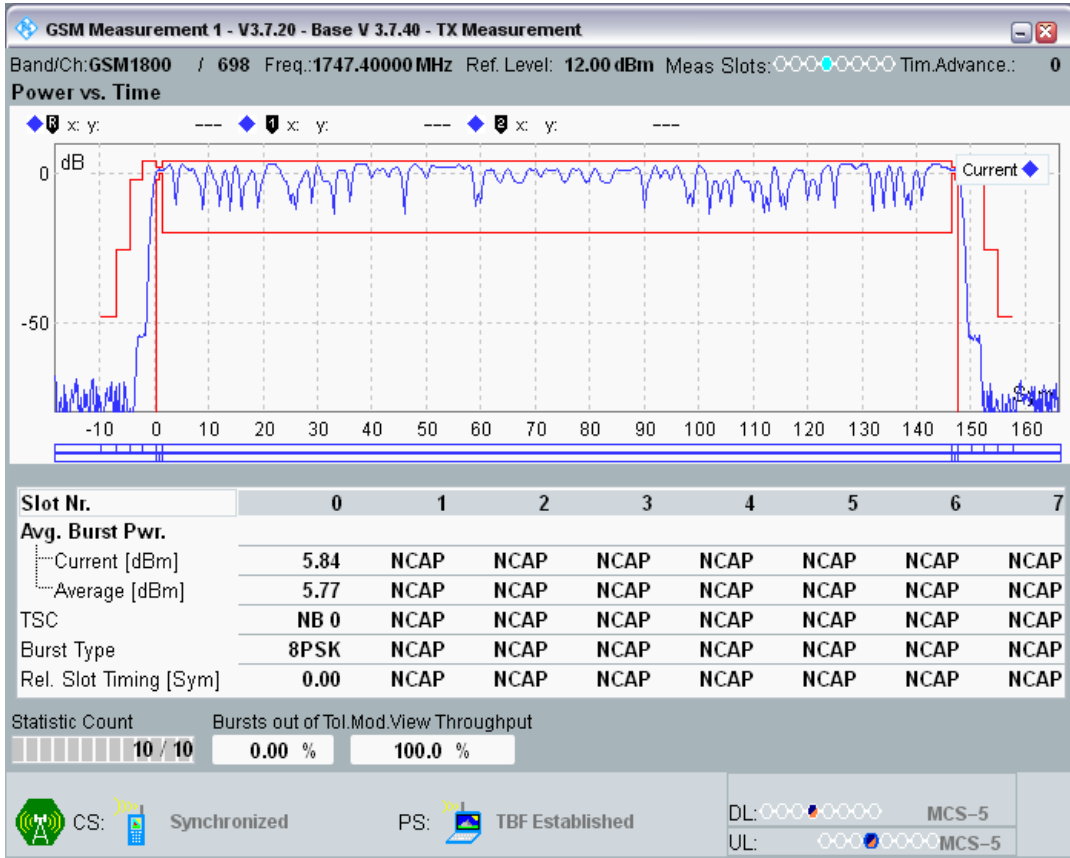 GSM Measurement 1 - V3.7.20 - Base V 3.7.40 - TX Measurement
Band/Ch:GSM1800 / 698 Freq.:1747.40000 MHz Ref. Level: 12.00 dBm Meas Slots: Tim.Advance.: 0
Power vs. Time
R x: y: --- 1 x: y: --- 2 x: y: ---
dB
0
Current
-50
Sym
-10 0 10 20 30 40 50 60 70 80 90 100 110 120 130 140 150 160
Slot Nr. 0 1 2 3 4 5 6 7
Avg. Burst Pwr.
Current [dBm] 5.84 NCAP NCAP NCAP NCAP NCAP NCAP NCAP
Average [dBm] 5.77 NCAP NCAP NCAP NCAP NCAP NCAP NCAP
TSC NB 0 NCAP NCAP NCAP NCAP NCAP NCAP NCAP
Burst Type 8PSK NCAP NCAP NCAP NCAP NCAP NCAP NCAP
Rel. Slot Timing [Sym] 0.00 NCAP NCAP NCAP NCAP NCAP NCAP NCAP
Statistic Count Bursts out of Tol.Mod.View Throughput
10 / 10 0.00 % 100.0 %
CS: Synchronized PS: TBF Established DL: MCS-5
UL: MCS-5